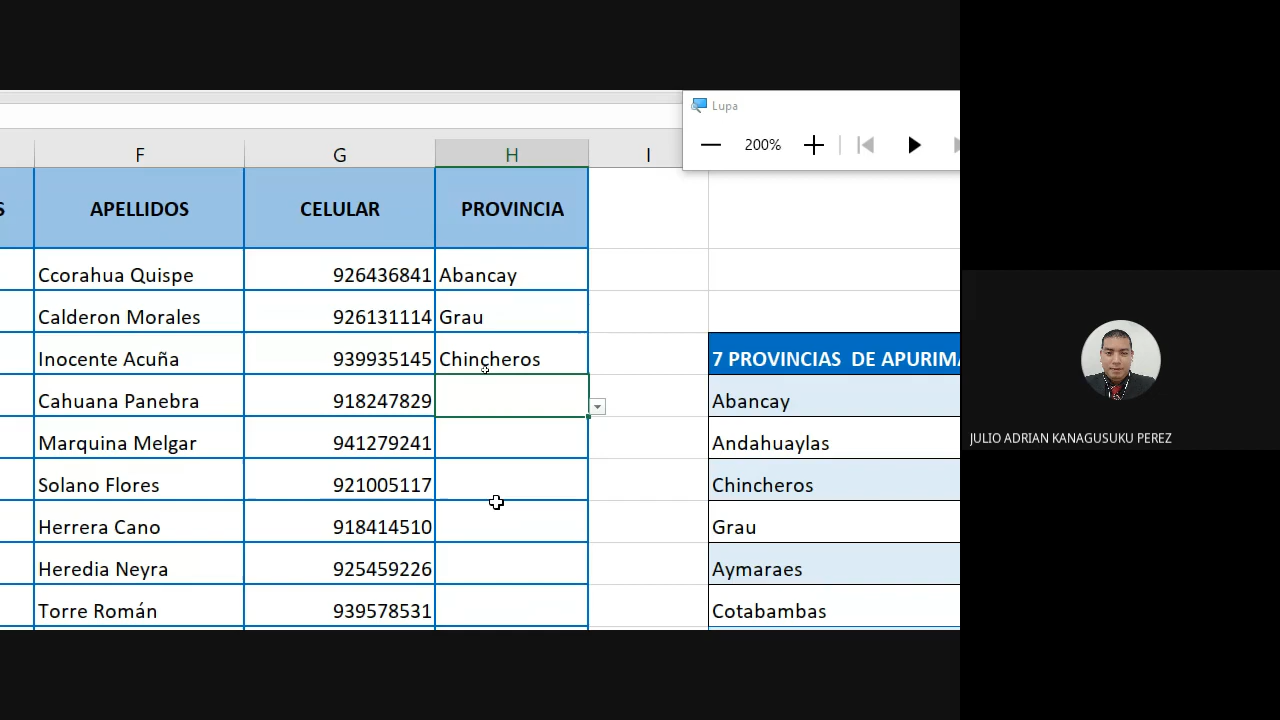 Lupa
200%
F G H I
S APELLIDOS CELULAR PROVINCIA
Ccorahua Quispe 926436841 Abancay
Calderon Morales 926131114 Grau
Inocente Acuña 939935145 Chincheros 7 PROVINCIAS DE APURIMA
Cahuana Panebra 918247829 Abancay
Marquina Melgar 941279241 Andahuaylas
Solano Flores 921005117 Chincheros
Herrera Cano 918414510 Grau
Heredia Neyra 925459226 Aymaraes
Torre Román 939578531 Cotabambas
JULIO ADRIAN KANAGUSUKU PEREZ